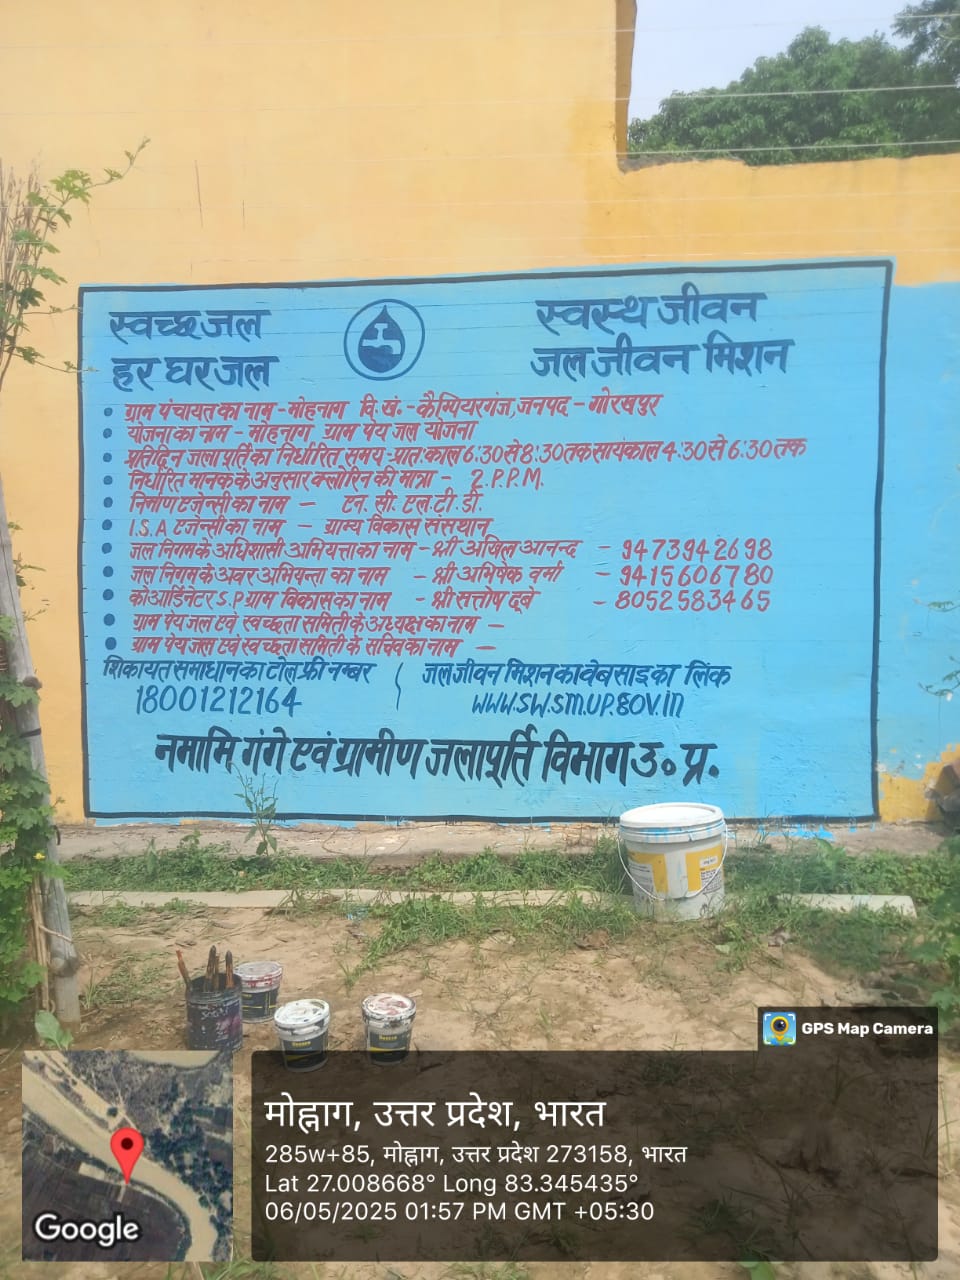 स्वच्छ जल
हर घर जल
स्वस्थ जीवन
जल जीवन मिशन
ग्राम पंचायत का नाम - मोहनाग वि. खं. - कैम्पियरगंज, जनपद - गोरखपुर
योजना का नाम - मोहनाग ग्राम पेय जल योजना
प्रतिदिन जलापूर्ति का निर्धारित समय - प्रातः काल 6:30 से 8:30 तक सायंकाल 4:30 से 6:30 तक
निर्धारित मानक के अनुसार क्लोरिन की मात्रा - 2.P.P.M.
निर्माण एजेन्सी का नाम - एन. सी. एल. टी. डी.
I.S.A एजेन्सी का नाम - ग्राम्य विकास संस्थान
जल निगम के अधिशासी अभियन्ता का नाम - श्री अखिल आनन्द - 9473942698
जल निगम के अवर अभियन्ता का नाम - श्री अभिषेक वर्मा - 9415606780
कोआर्डिनेटर S.P ग्राम विकास का नाम - श्री सत्तोष दूबे - 8052583465
ग्राम पेय जल एवं स्वच्छता समिति के अध्यक्ष का नाम -
ग्राम पेय जल एवं स्वच्छता समिति के सचिव का नाम -
शिकायत समाधान का टोल फ्री नम्बर
18001212164
जल जीवन मिशन का वेबसाइ का लिंक
www.swsm.up.gov.in
नमामि गंगे एवं ग्रामीण जलापूर्ति विभाग उ० प्र.
GPS Map Camera
मोह्नाग, उत्तर प्रदेश, भारत
285w+85, मोह्नाग, उत्तर प्रदेश 273158, भारत
Lat 27.008668° Long 83.345435°
06/05/2025 01:57 PM GMT +05:30
Google